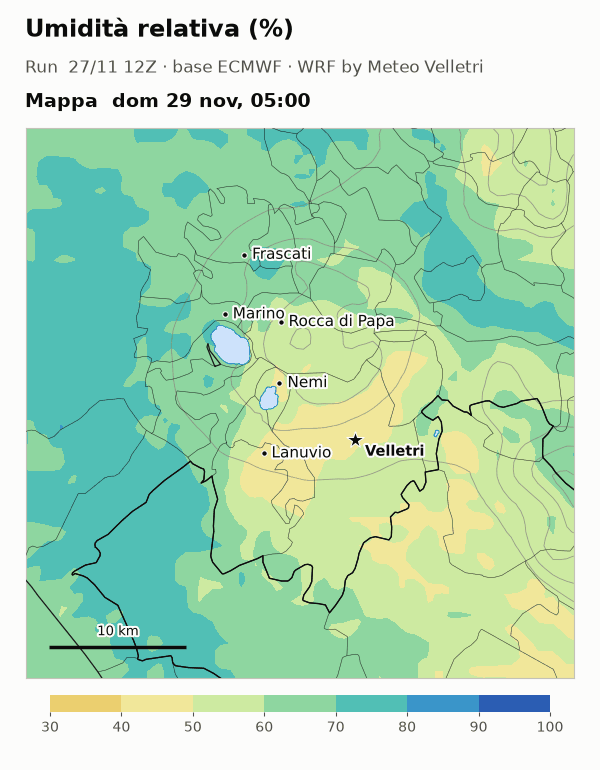 Umidità relativa (%)
Run  27/11 12Z · base ECMWF · WRF by Meteo Velletri
Mappa  dom 29 nov, 05:00
Frascati
Marino
Rocca di Papa
Nemi
Velletri
Lanuvio
10 km
30 40 50 60 70 80 90 100